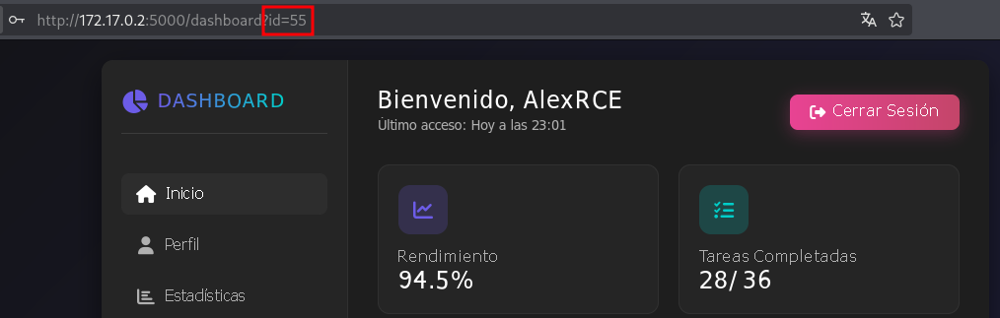 http://172.17.0.2:5000/dashboard?id=55
DASHBOARD
Bienvenido, AlexRCE
Último acceso: Hoy a las 23:01
Cerrar Sesión
Inicio
Perfil
Estadísticas
Rendimiento
94.5%
Tareas Completadas
28/36